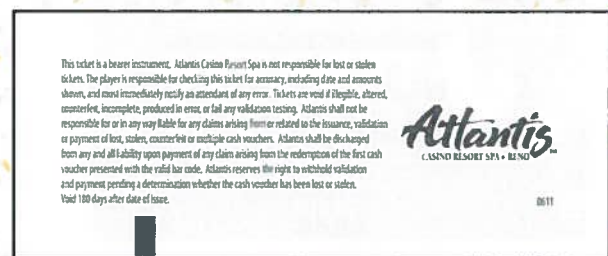 This ticket is a bearer instrument. Atlantis Casino Resort Spa is not responsible for lost or stolen
tickets. The player is responsible for checking this ticket for accuracy, including date and amounts
shown, and must immediately notify an attendant of any error. Tickets are void if illegible, altered,
counterfeit, incomplete, produced in error, or fail any validation testing. Atlantis shall not be
responsible for or in any way liable for any claims arising from or related to the issuance, validation
or payment of lost, stolen, counterfeit or multiple cash vouchers. Atlantis shall be discharged
from any and all liability upon payment of any claim arising from the redemption of the first cash
voucher presented with the valid bar code. Atlantis reserves the right to withhold validation
and payment pending a determination whether the cash voucher has been lost or stolen.
Void 180 days after date of issue.
Atlantis
CASINO RESORT SPA • RENO
0611